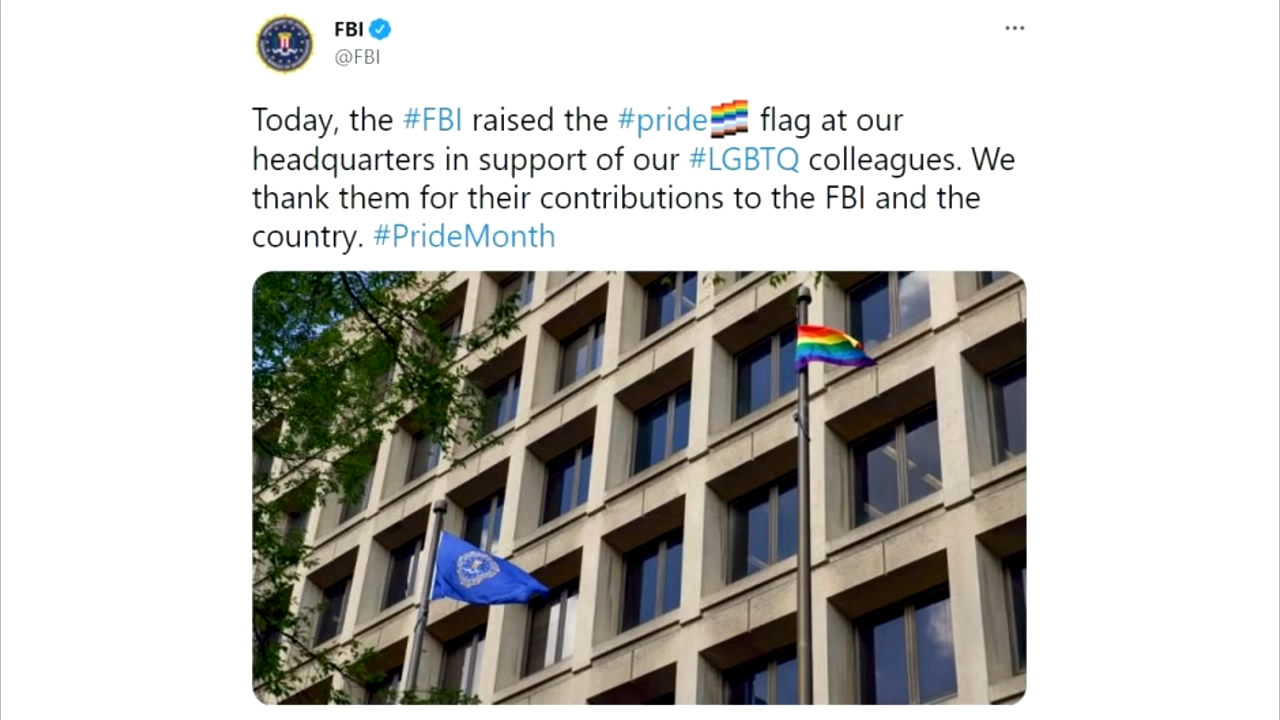 FBI
@FBI
Today, the #FBI raised the #pride flag at our
headquarters in support of our #LGBTQ colleagues. We
thank them for their contributions to the FBI and the
country. #PrideMonth